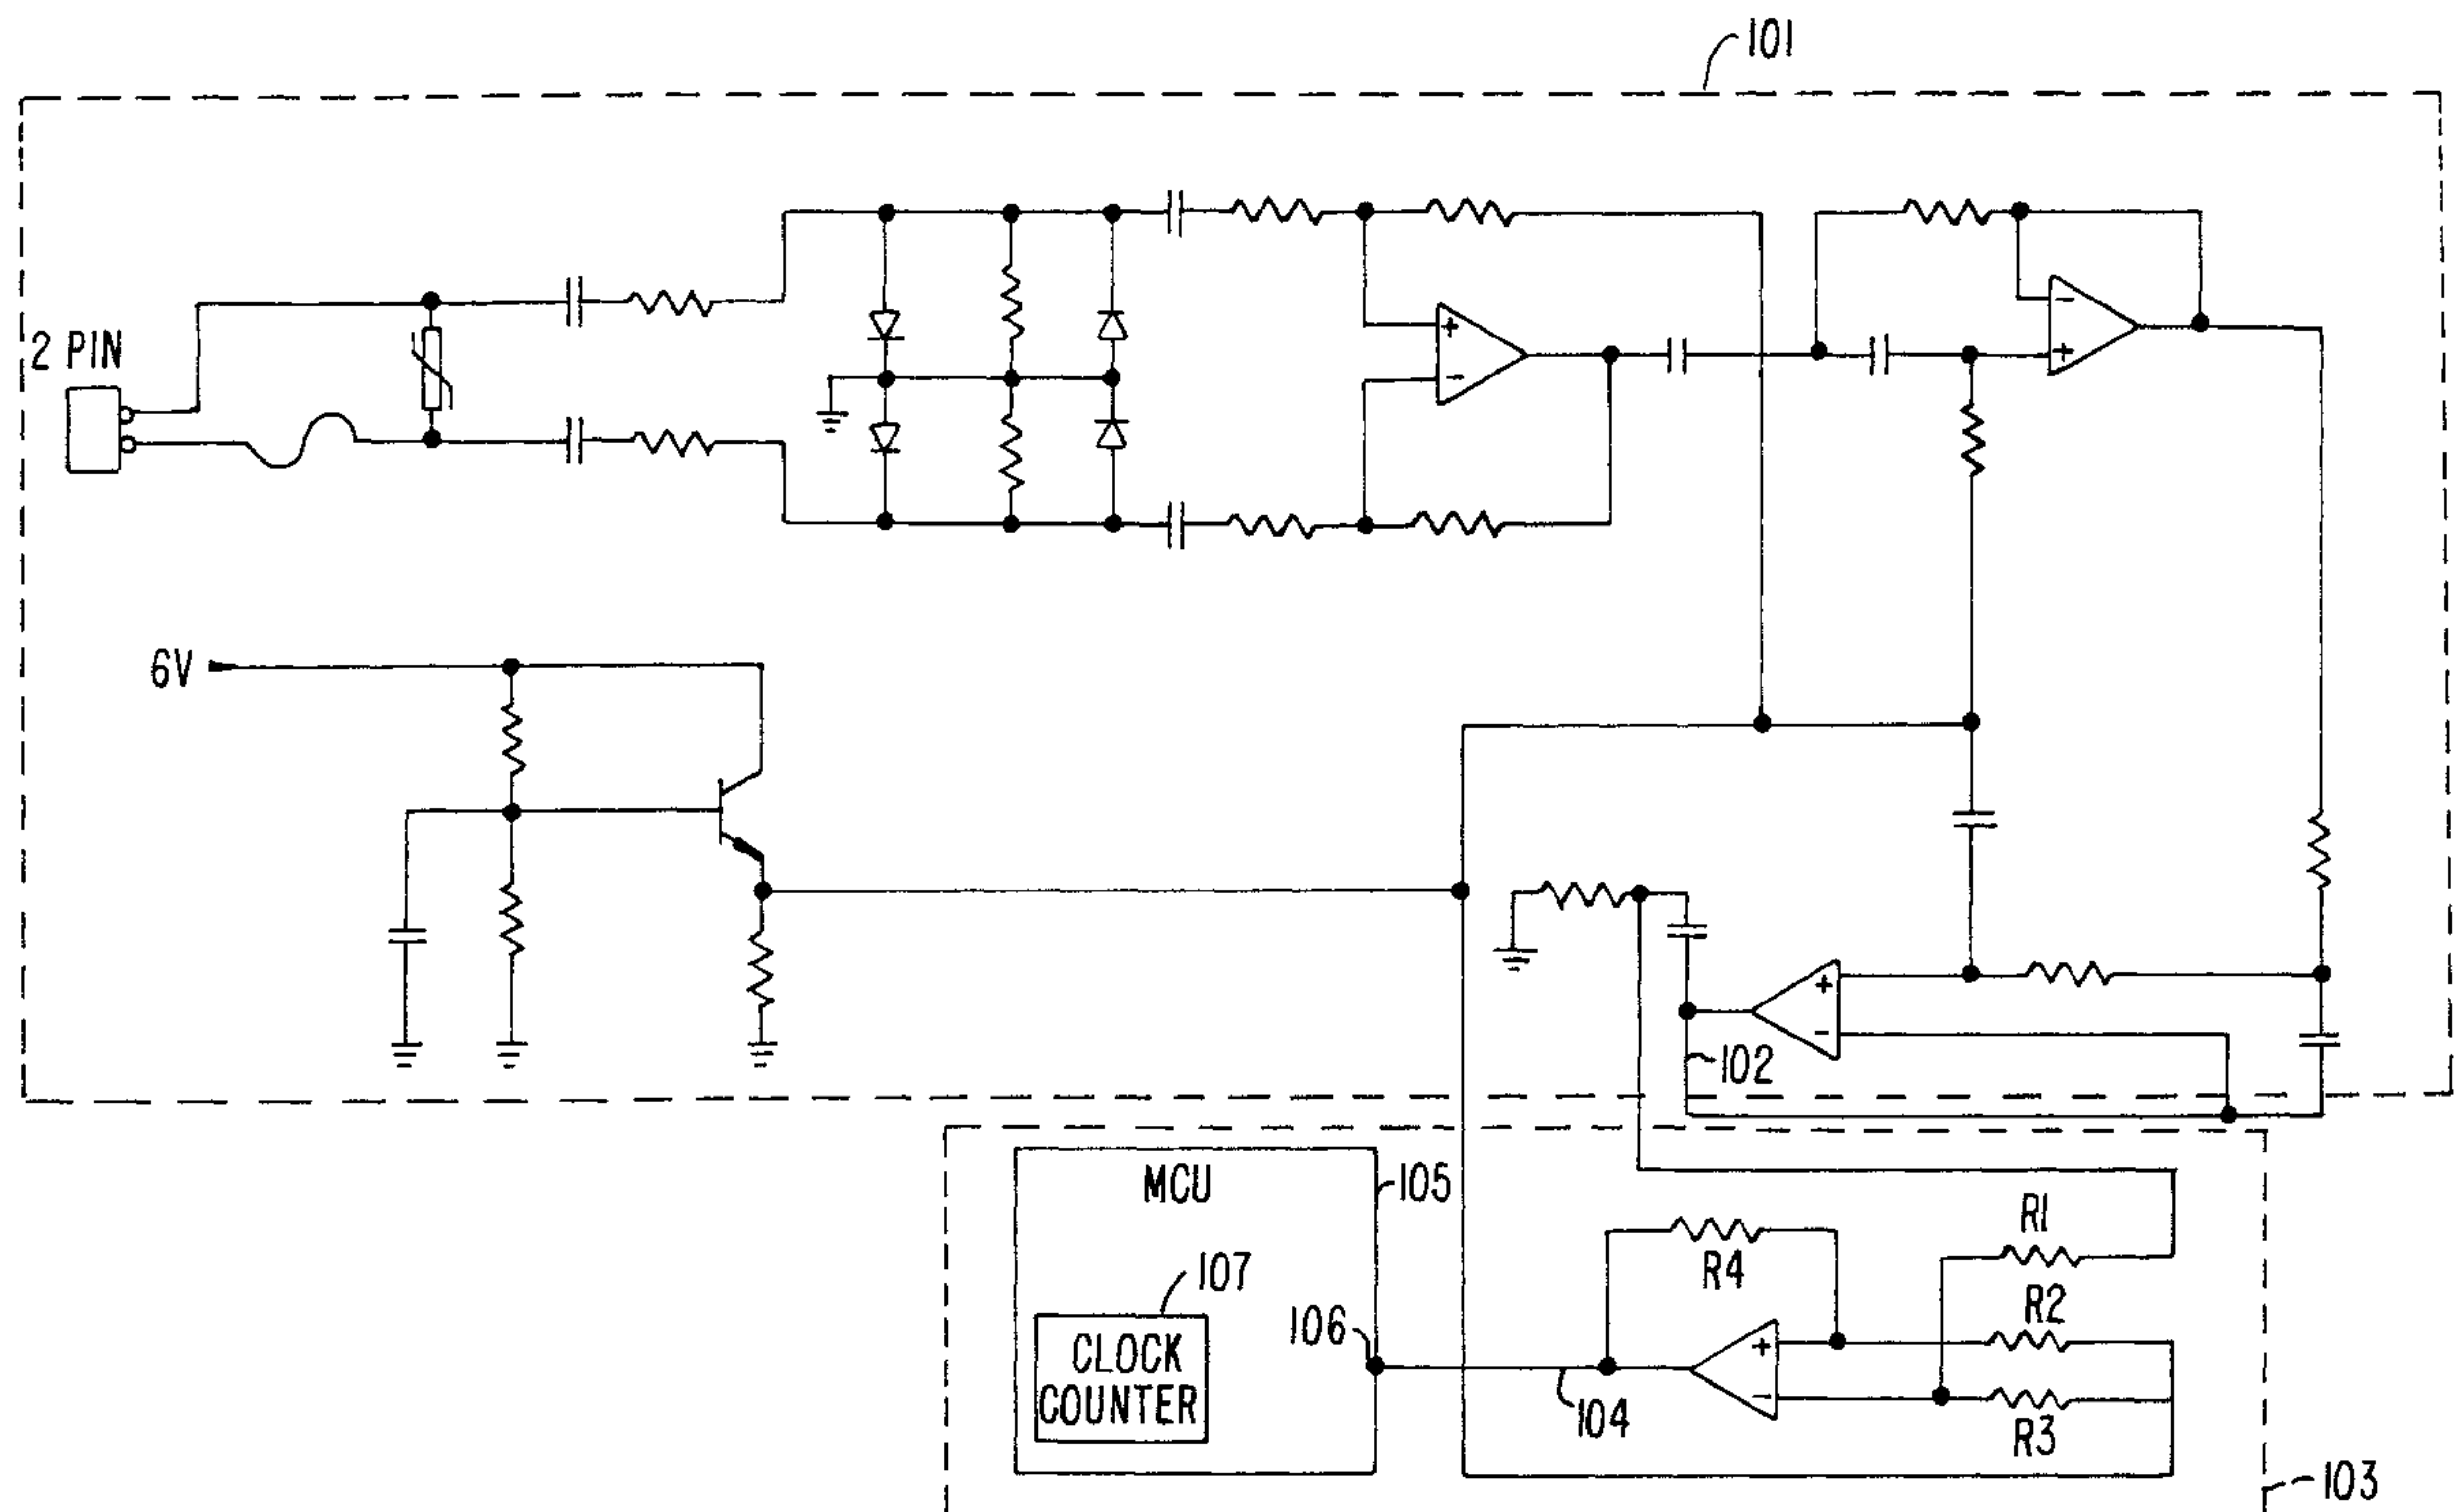 101
2 PIN
+
-
-
+
6V
+
-
102
MCU
105
R1
R4
107
R2
106
CLOCK
COUNTER
+
-
104
R3
103